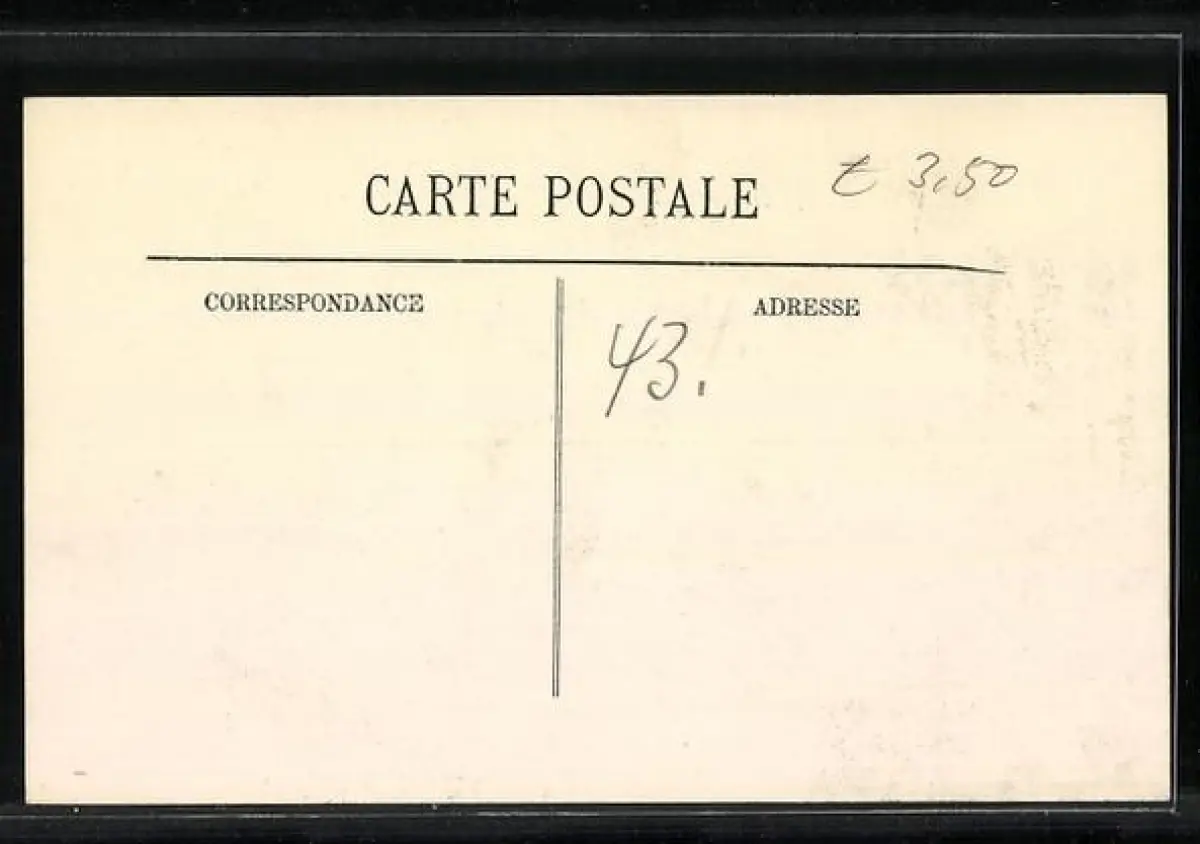 CARTE POSTALE
€ 3,50
CORRESPONDANCE
ADRESSE
43.